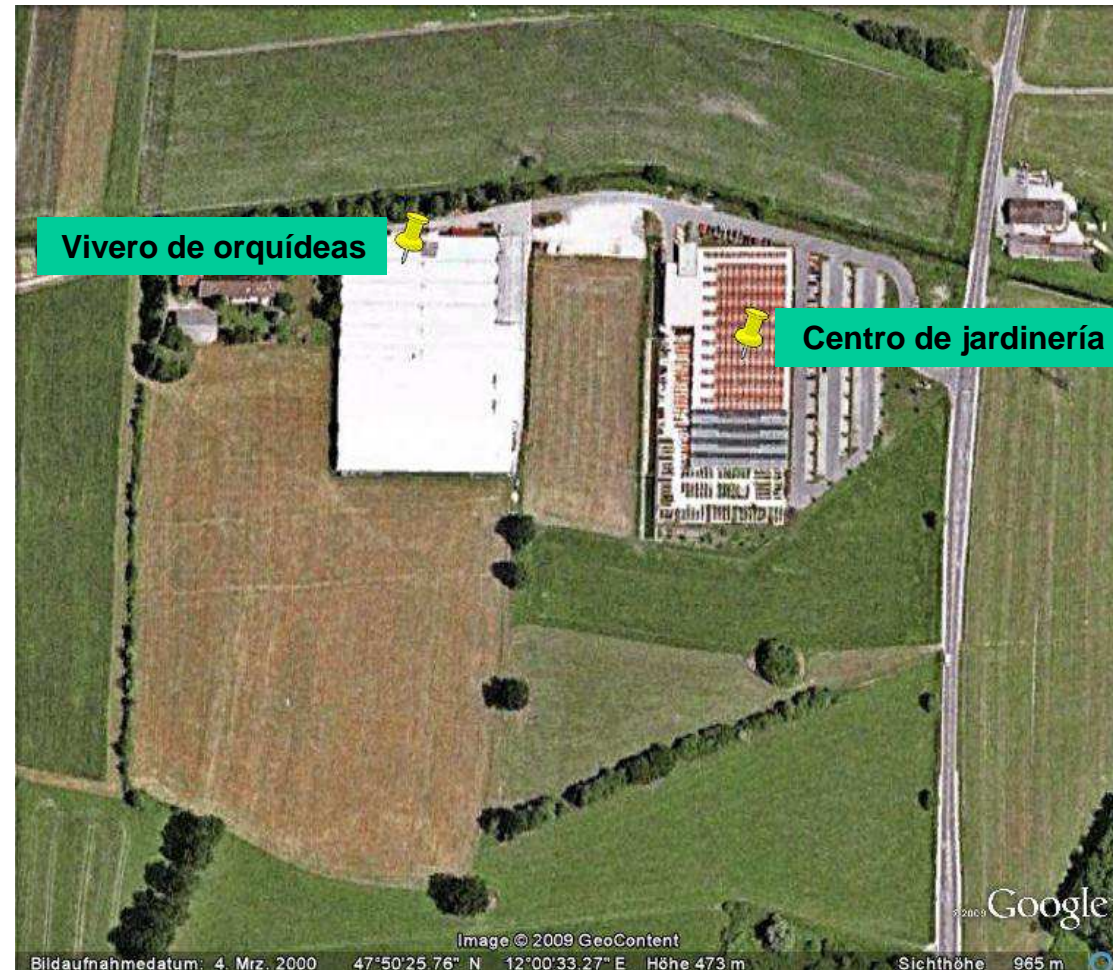 Vivero de orquídeas
Centro de jardinería
© 2009 Google
Image © 2009 GeoContent
Bildaufnahmedatum: 4. Mrz. 2000 47°50'25.76" N 12°00'33.27" E Höhe 473 m Sichthöhe 965 m